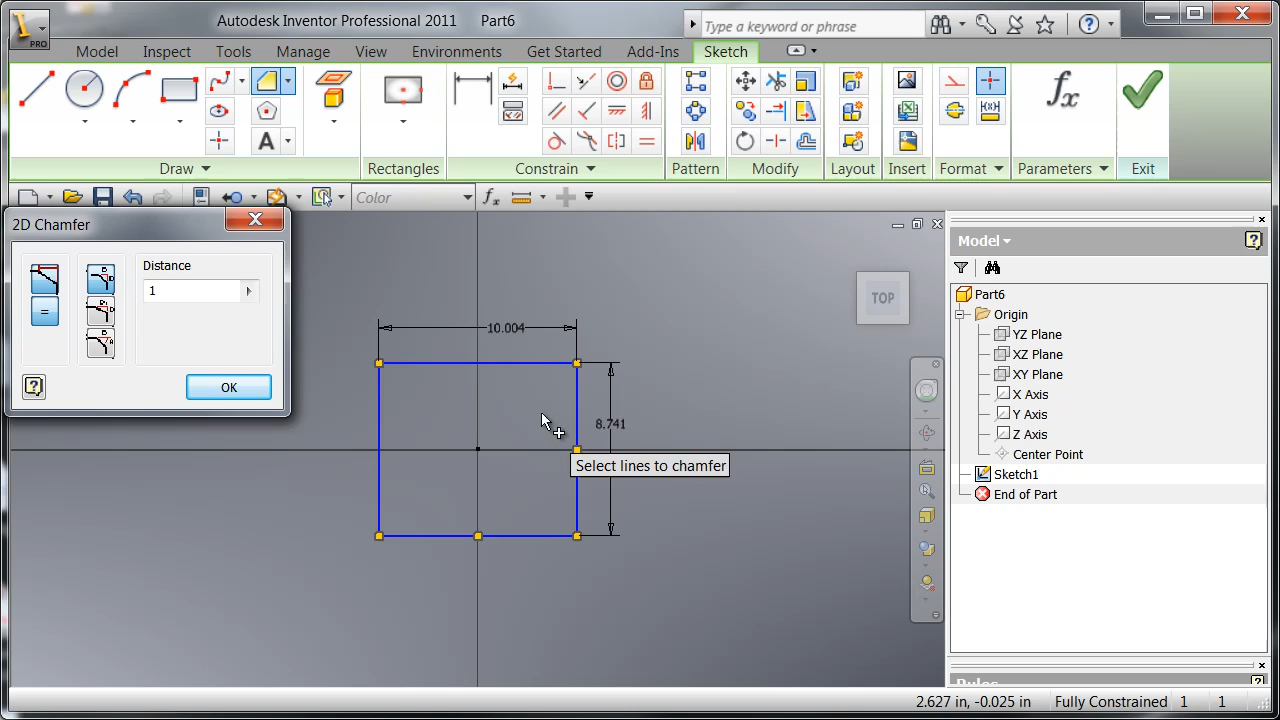 Autodesk Inventor Professional 2011 Part6
Type a keyword or phrase
PRO
Model Inspect Tools Manage View Environments Get Started Add-Ins Sketch
A
fx
Draw Rectangles Constrain Pattern Modify Layout Insert Format Parameters Exit
Color fx
2D Chamfer
Distance
1
=
OK
10.004
8.741
Select lines to chamfer
TOP
Model
Part6
Origin
YZ Plane
XZ Plane
XY Plane
X Axis
Y Axis
Z Axis
Center Point
Sketch1
End of Part
2.627 in, -0.025 in Fully Constrained 1 1